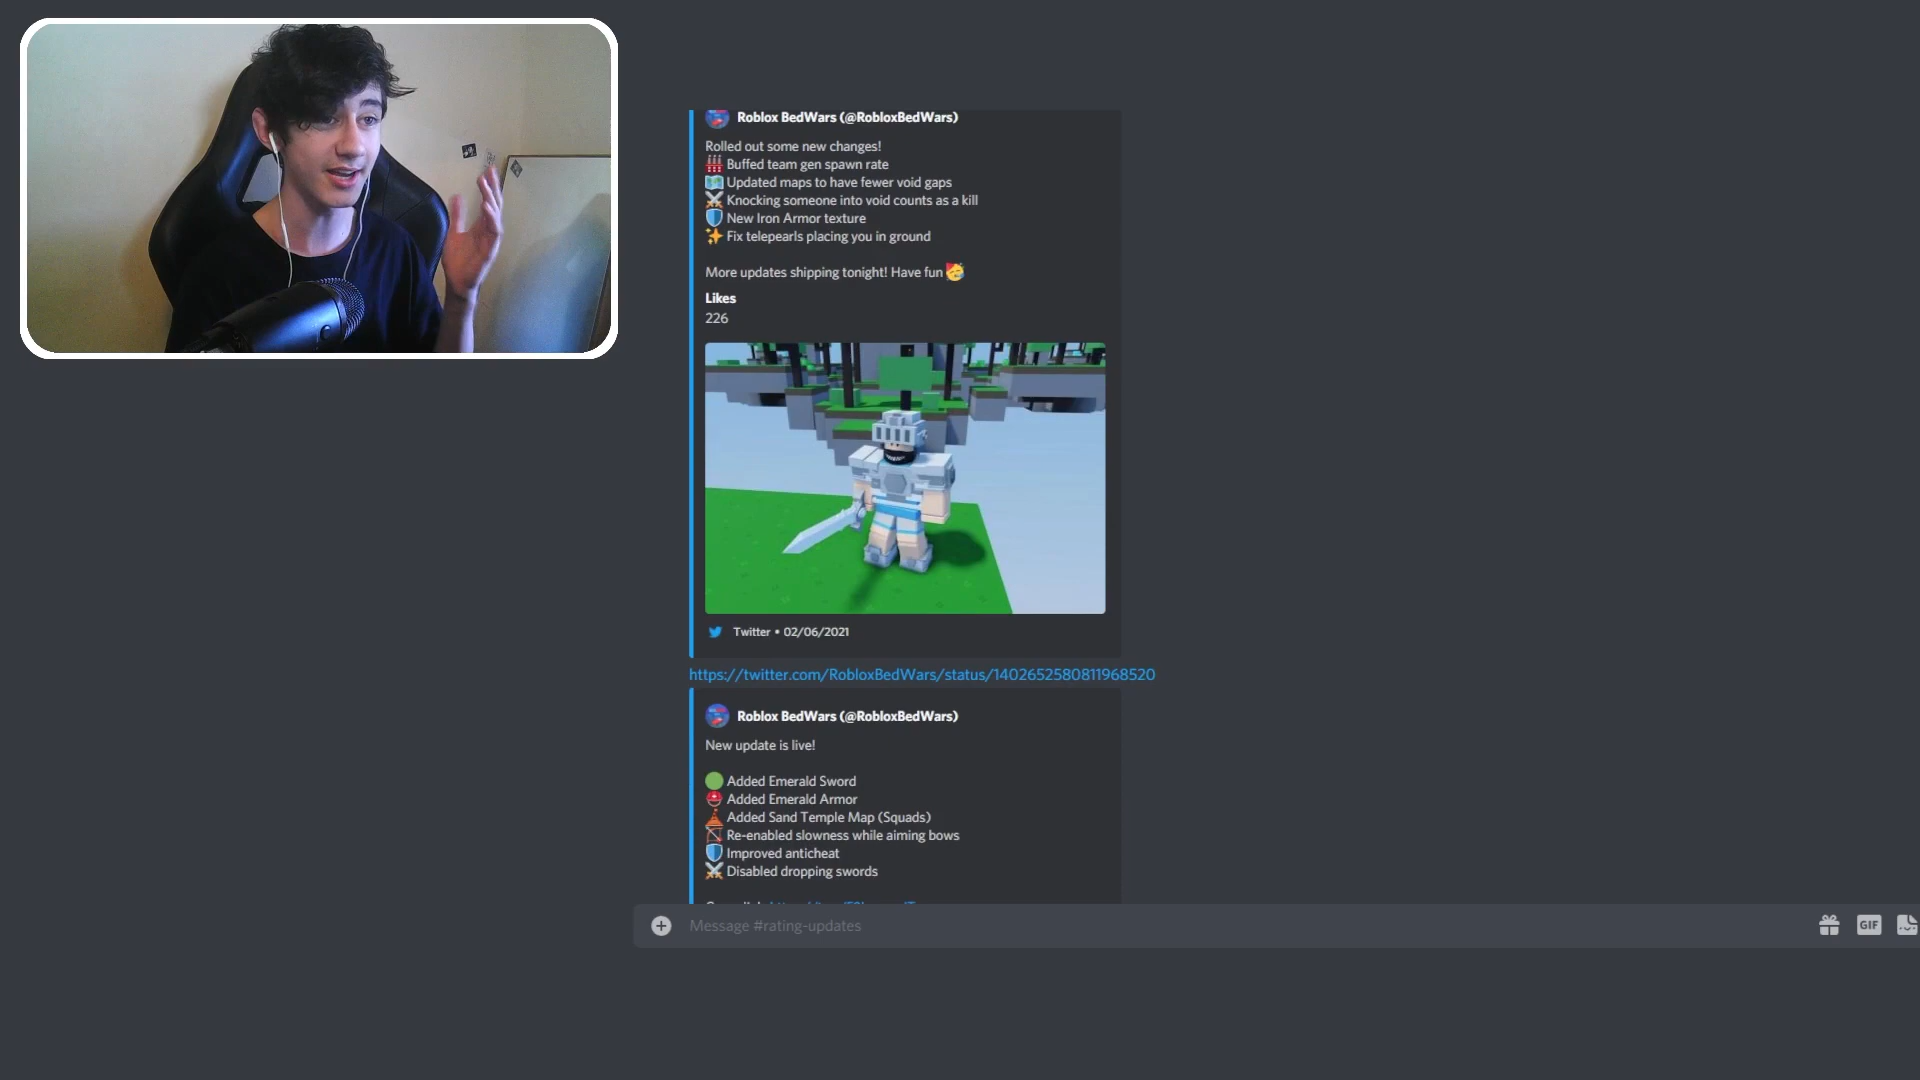 Roblox BedWars (@RobloxBedWars)
Rolled out some new changes!
Buffed team gen spawn rate
Updated maps to have fewer void gaps
Knocking someone into void counts as a kill
New Iron Armor texture
Fix telepearls placing you in ground
More updates shipping tonight! Have fun
Likes
226
Twitter • 02/06/2021
https://twitter.com/RobloxBedWars/status/1402652580811968520
Roblox BedWars (@RobloxBedWars)
New update is live!
Added Emerald Sword
Added Emerald Armor
Added Sand Temple Map (Squads)
Re-enabled slowness while aiming bows
Improved anticheat
Disabled dropping swords
Message #rating-updates
GIF